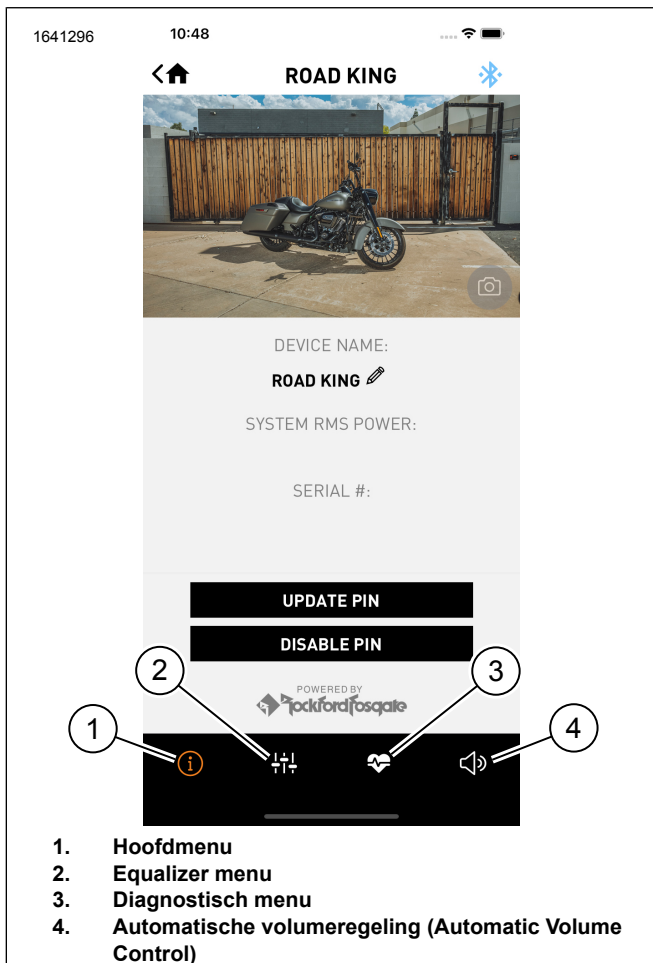 1641296
10:48
ROAD KING
DEVICE NAME:
ROAD KING
SYSTEM RMS POWER:
SERIAL #:
UPDATE PIN
DISABLE PIN
2
3
POWERED BY
Rockford Fosgate
1
4
1. Hoofdmenu
2. Equalizer menu
3. Diagnostisch menu
4. Automatische volumeregeling (Automatic Volume
Control)